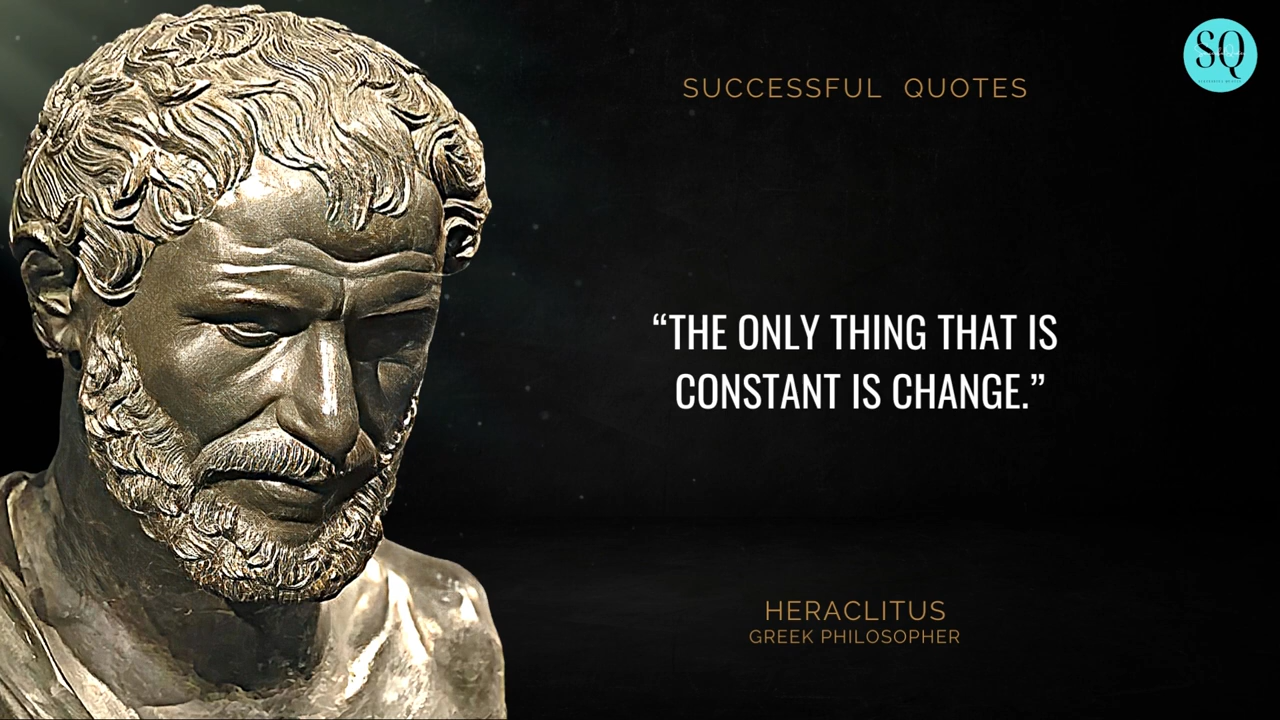 SQ
SUCCESSFUL QUOTES
“THE ONLY THING THAT IS
CONSTANT IS CHANGE.”
HERACLITUS
GREEK PHILOSOPHER